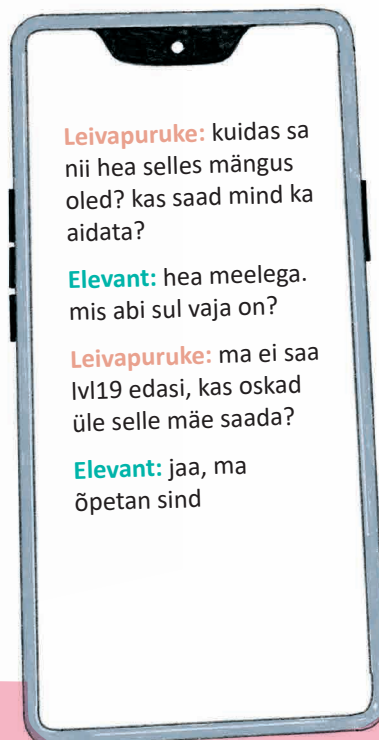 Leivapuruke: kuidas sa
nii hea selles mängus
oled? kas saad mind ka
aidata?
Elevant: hea meelega.
mis abi sul vaja on?
Leivapuruke: ma ei saa
lvl19 edasi, kas oskad
üle selle mäe saada?
Elevant: jaa, ma
õpetan sind